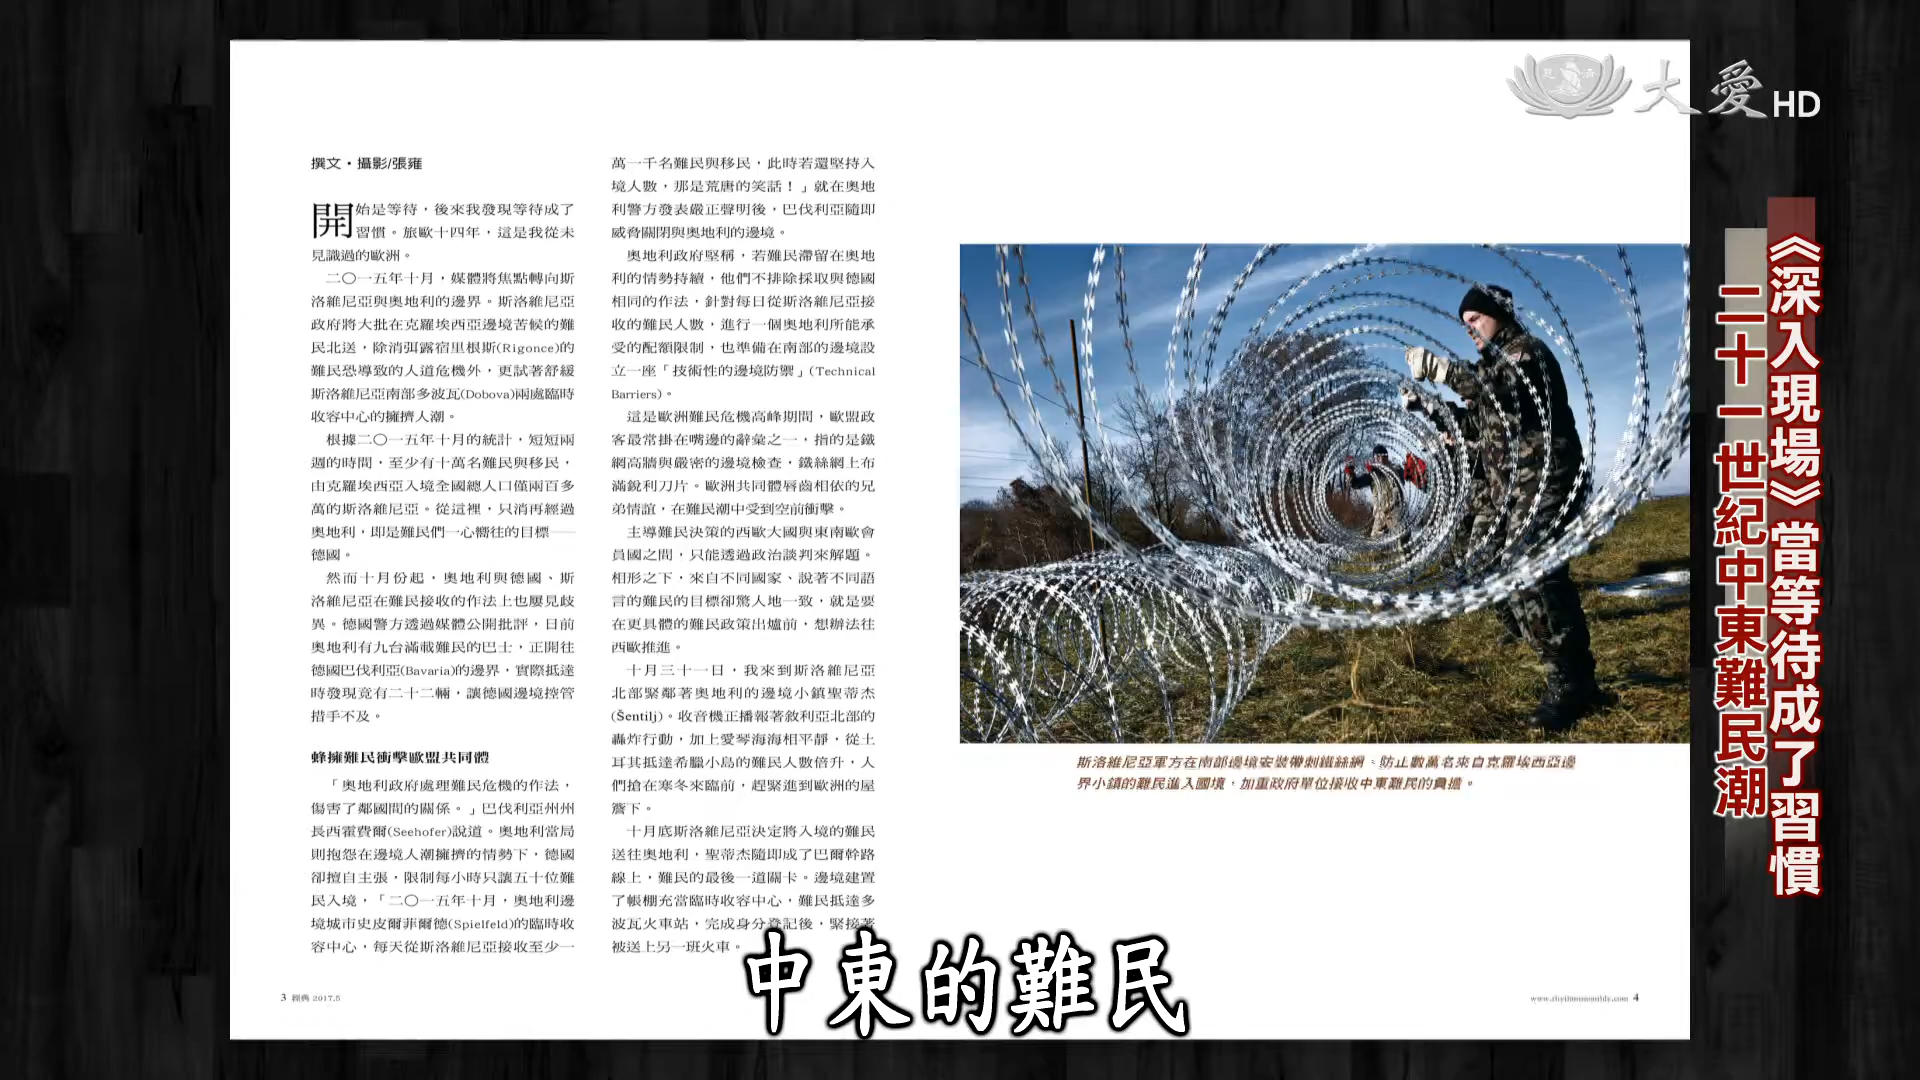 大愛HD
《深入現場》當等待成了習慣
二十一世紀中東難民潮
撰文・攝影/張雍
開始是等待，後來我發現等待成了
習慣。旅歐十四年，這是我從未
見識過的歐洲。
二〇一五年十月，媒體將焦點轉向斯
洛維尼亞與奧地利的邊界。斯洛維尼亞
政府將大批在克羅埃西亞邊境苦候的難
民北送，除消弭露宿里根斯(Rigonce)的
難民恐導致的人道危機外，更試著舒緩
斯洛維尼亞南部多波瓦(Dobova)兩處臨時
收容中心的擁擠人潮。
根據二〇一五年十月的統計，短短兩
週的時間，至少有十萬名難民與移民，
由克羅埃西亞入境全國總人口僅兩百多
萬的斯洛維尼亞。從這裡，只消再經過
奧地利，即是難民們一心嚮往的目標──
德國。
然而十月份起，奧地利與德國、斯
洛維尼亞在難民接收的作法上也屢見歧
異。德國警方透過媒體公開批評，日前
奧地利有九台滿載難民的巴士，正開往
德國巴伐利亞(Bavaria)的邊界，實際抵達
時發現竟有二十二輛，讓德國邊境控管
措手不及。
蜂擁難民衝擊歐盟共同體
「奧地利政府處理難民危機的作法，
傷害了鄰國間的關係。」巴伐利亞州州
長西霍費爾(Seehofer)說道。奧地利當局
則抱怨在邊境人潮擁擠的情勢下，德國
卻擅自主張，限制每小時只讓五十位難
民入境，「二〇一五年十月，奧地利邊
境城市史皮爾菲爾德(Spielfeld)的臨時收
容中心，每天從斯洛維尼亞接收至少一
萬一千名難民與移民，此時若還堅持入
境人數，那是荒唐的笑話！」就在奧地
利警方發表嚴正聲明後，巴伐利亞隨即
威脅關閉與奧地利的邊境。
奧地利政府堅稱，若難民滯留在奧地
利的情勢持續，他們不排除採取與德國
相同的作法，針對每日從斯洛維尼亞接
收的難民人數，進行一個奧地利所能承
受的配額限制，也準備在南部的邊境設
立一座「技術性的邊境防禦」(Technical
Barriers)。
這是歐洲難民危機高峰期間，歐盟政
客最常掛在嘴邊的辭彙之一，指的是鐵
網高牆與嚴密的邊境檢查，鐵絲網上布
滿銳利刀片。歐洲共同體唇齒相依的兄
弟情誼，在難民潮中受到空前衝擊。
主導難民決策的西歐大國與東南歐會
員國之間，只能透過政治談判來解題。
相形之下，來自不同國家、說著不同語
言的難民的目標卻驚人地一致，就是要
在更具體的難民政策出爐前，想辦法往
西歐推進。
十月三十一日，我來到斯洛維尼亞
北部緊鄰著奧地利的邊境小鎮聖蒂杰
(Šentilj)。收音機正播報著敘利亞北部的
轟炸行動，加上愛琴海海相平靜，從土
耳其抵達希臘小島的難民人數倍升，人
們搶在寒冬來臨前，趕緊進到歐洲的屋
簷下。
十月底斯洛維尼亞決定將入境的難民
送往奧地利，聖蒂杰隨即成了巴爾幹路
線上，難民的最後一道關卡。邊境建置
了帳棚充當臨時收容中心，難民抵達多
波瓦火車站，完成身分登記後，緊接著
被送上另一班火車。
斯洛維尼亞軍方在南部邊境安裝帶刺鐵絲網，防止數萬名來自克羅埃西亞邊
界小鎮的難民進入國境，加重政府單位接收中東難民的負擔。
3 經典 2017.5
www.rhythmsmonthly.com 4
中東的難民